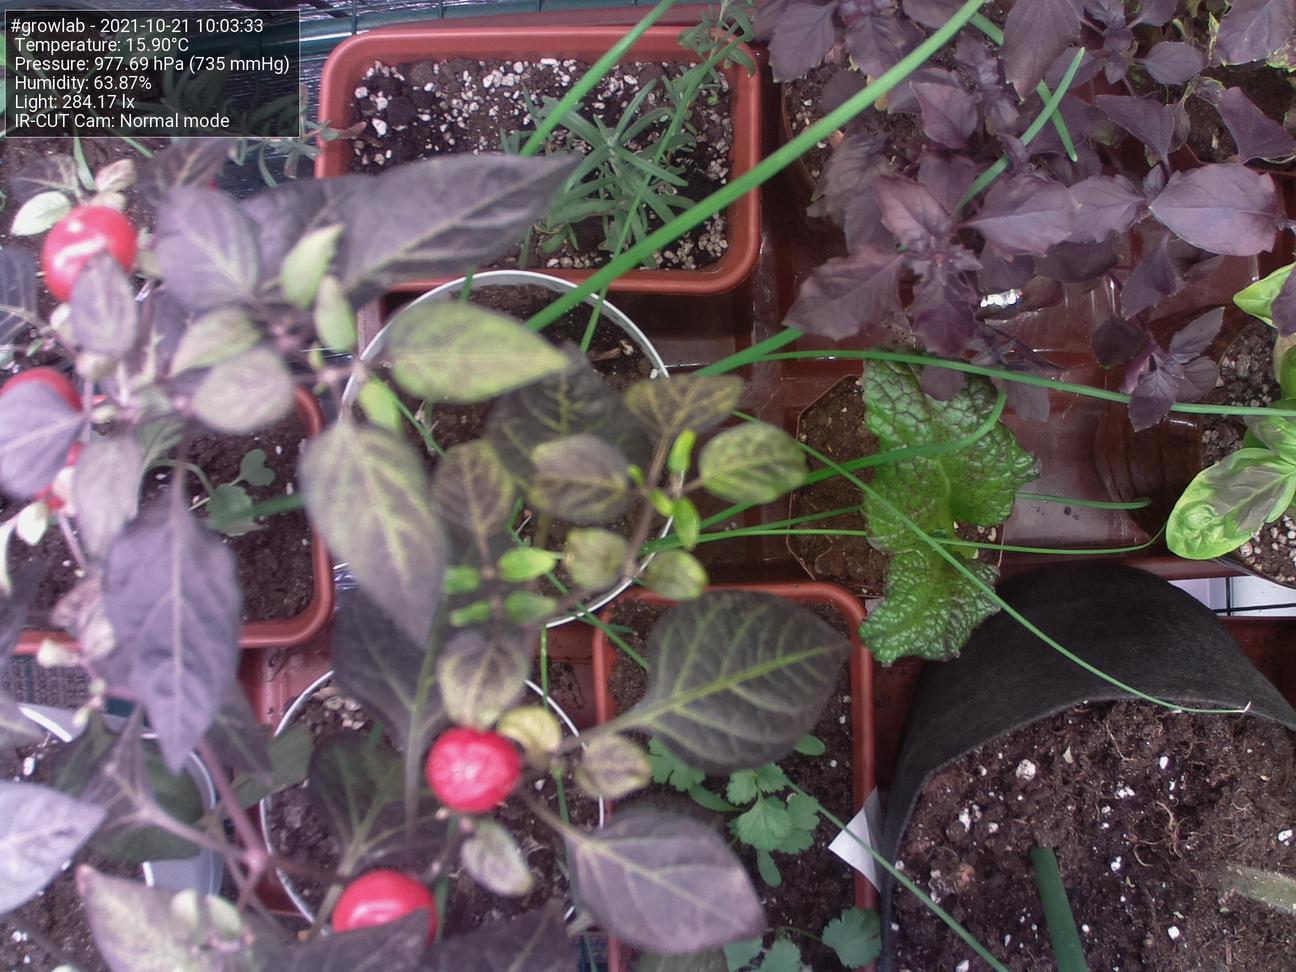 #growlab - 2021-10-21 10:03:33
Temperature: 15.90°C
Pressure: 977.69 hPa (735 mmHg)
Humidity: 63.87%
Light: 284.17 lx
IR-CUT Cam: Normal mode